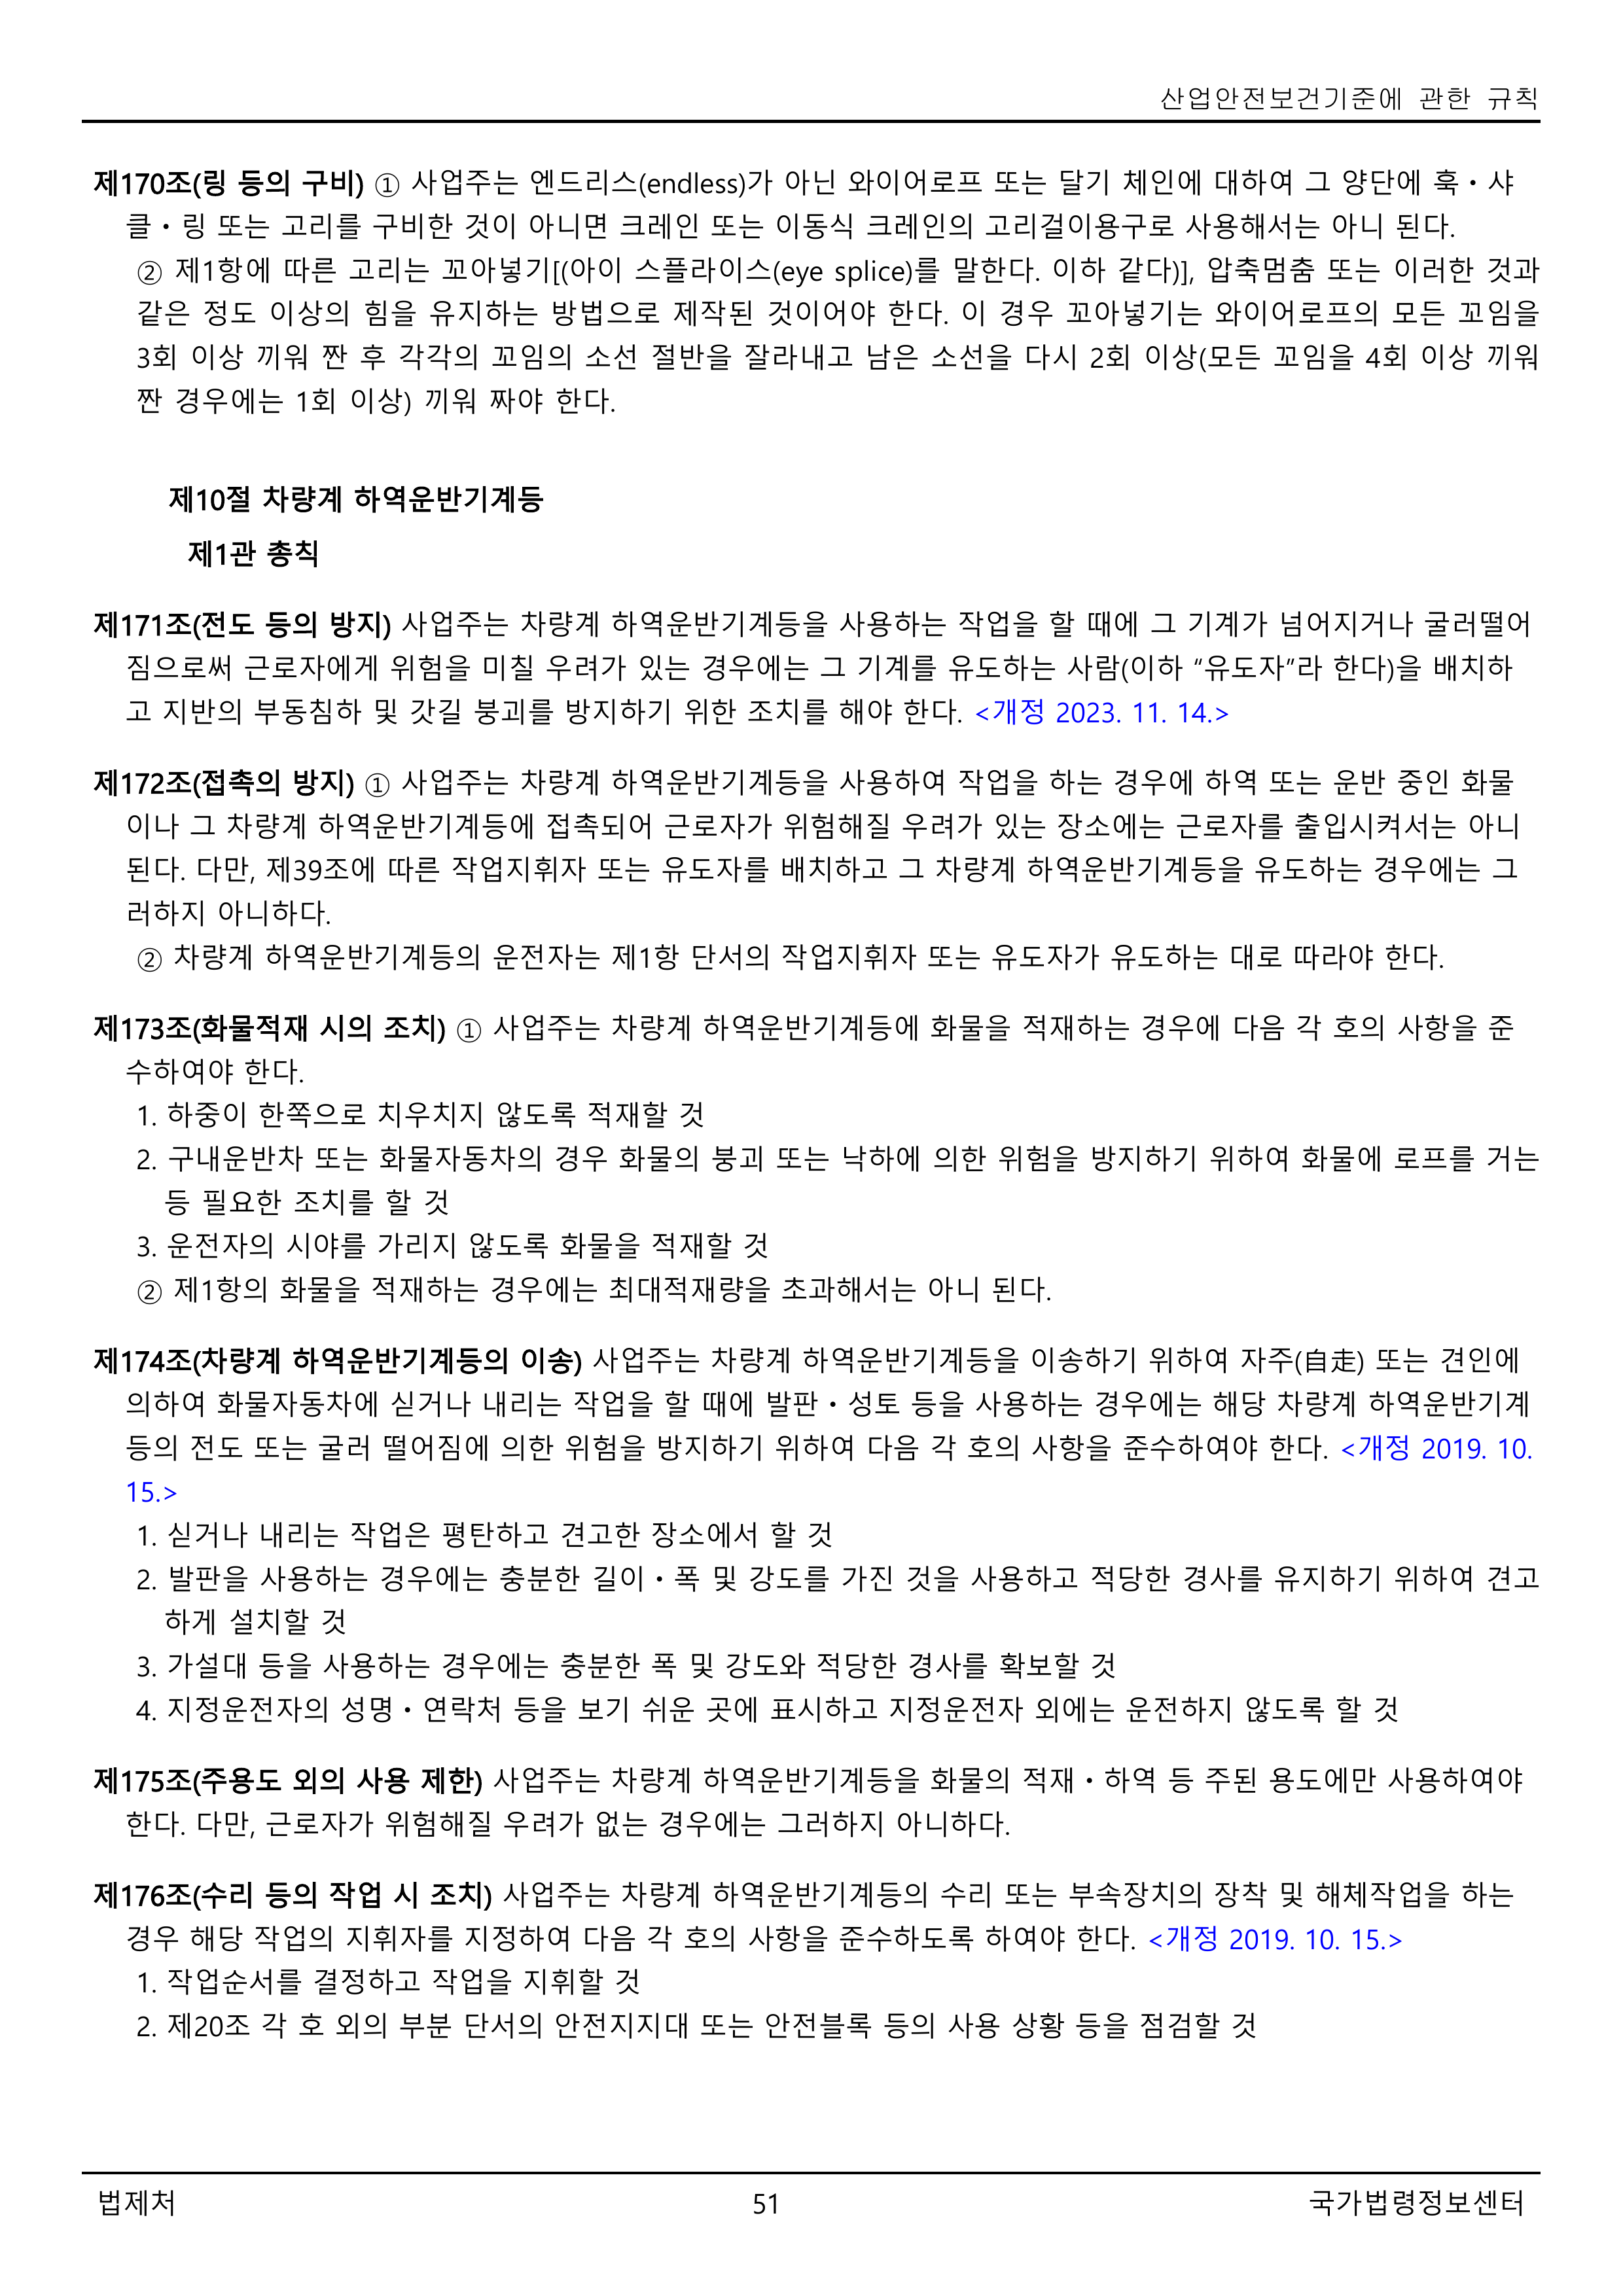 산업안전보건기준에 관한 규칙
제170조(링 등의 구비) ① 사업주는 엔드리스(endless)가 아닌 와이어로프 또는 달기 체인에 대하여 그 양단에 훅ㆍ샤
클ㆍ링 또는 고리를 구비한 것이 아니면 크레인 또는 이동식 크레인의 고리걸이용구로 사용해서는 아니 된다.
② 제1항에 따른 고리는 꼬아넣기[(아이 스플라이스(eye splice)를 말한다. 이하 같다)], 압축멈춤 또는 이러한 것과
같은 정도 이상의 힘을 유지하는 방법으로 제작된 것이어야 한다. 이 경우 꼬아넣기는 와이어로프의 모든 꼬임을
3회 이상 끼워 짠 후 각각의 꼬임의 소선 절반을 잘라내고 남은 소선을 다시 2회 이상(모든 꼬임을 4회 이상 끼워
짠 경우에는 1회 이상) 끼워 짜야 한다.
제10절 차량계 하역운반기계등
제1관 총칙
제171조(전도 등의 방지) 사업주는 차량계 하역운반기계등을 사용하는 작업을 할 때에 그 기계가 넘어지거나 굴러떨어
짐으로써 근로자에게 위험을 미칠 우려가 있는 경우에는 그 기계를 유도하는 사람(이하 “유도자”라 한다)을 배치하
고 지반의 부동침하 및 갓길 붕괴를 방지하기 위한 조치를 해야 한다. <개정 2023. 11. 14.>
제172조(접촉의 방지) ① 사업주는 차량계 하역운반기계등을 사용하여 작업을 하는 경우에 하역 또는 운반 중인 화물
이나 그 차량계 하역운반기계등에 접촉되어 근로자가 위험해질 우려가 있는 장소에는 근로자를 출입시켜서는 아니
된다. 다만, 제39조에 따른 작업지휘자 또는 유도자를 배치하고 그 차량계 하역운반기계등을 유도하는 경우에는 그
러하지 아니하다.
② 차량계 하역운반기계등의 운전자는 제1항 단서의 작업지휘자 또는 유도자가 유도하는 대로 따라야 한다.
제173조(화물적재 시의 조치) ① 사업주는 차량계 하역운반기계등에 화물을 적재하는 경우에 다음 각 호의 사항을 준
수하여야 한다.
1. 하중이 한쪽으로 치우치지 않도록 적재할 것
2. 구내운반차 또는 화물자동차의 경우 화물의 붕괴 또는 낙하에 의한 위험을 방지하기 위하여 화물에 로프를 거는
등 필요한 조치를 할 것
3. 운전자의 시야를 가리지 않도록 화물을 적재할 것
② 제1항의 화물을 적재하는 경우에는 최대적재량을 초과해서는 아니 된다.
제174조(차량계 하역운반기계등의 이송) 사업주는 차량계 하역운반기계등을 이송하기 위하여 자주(自走) 또는 견인에
의하여 화물자동차에 싣거나 내리는 작업을 할 때에 발판ㆍ성토 등을 사용하는 경우에는 해당 차량계 하역운반기계
등의 전도 또는 굴러 떨어짐에 의한 위험을 방지하기 위하여 다음 각 호의 사항을 준수하여야 한다. <개정 2019. 10.
15.>
1. 싣거나 내리는 작업은 평탄하고 견고한 장소에서 할 것
2. 발판을 사용하는 경우에는 충분한 길이ㆍ폭 및 강도를 가진 것을 사용하고 적당한 경사를 유지하기 위하여 견고
하게 설치할 것
3. 가설대 등을 사용하는 경우에는 충분한 폭 및 강도와 적당한 경사를 확보할 것
4. 지정운전자의 성명ㆍ연락처 등을 보기 쉬운 곳에 표시하고 지정운전자 외에는 운전하지 않도록 할 것
제175조(주용도 외의 사용 제한) 사업주는 차량계 하역운반기계등을 화물의 적재ㆍ하역 등 주된 용도에만 사용하여야
한다. 다만, 근로자가 위험해질 우려가 없는 경우에는 그러하지 아니하다.
제176조(수리 등의 작업 시 조치) 사업주는 차량계 하역운반기계등의 수리 또는 부속장치의 장착 및 해체작업을 하는
경우 해당 작업의 지휘자를 지정하여 다음 각 호의 사항을 준수하도록 하여야 한다. <개정 2019. 10. 15.>
1. 작업순서를 결정하고 작업을 지휘할 것
2. 제20조 각 호 외의 부분 단서의 안전지지대 또는 안전블록 등의 사용 상황 등을 점검할 것
법제처
51
국가법령정보센터